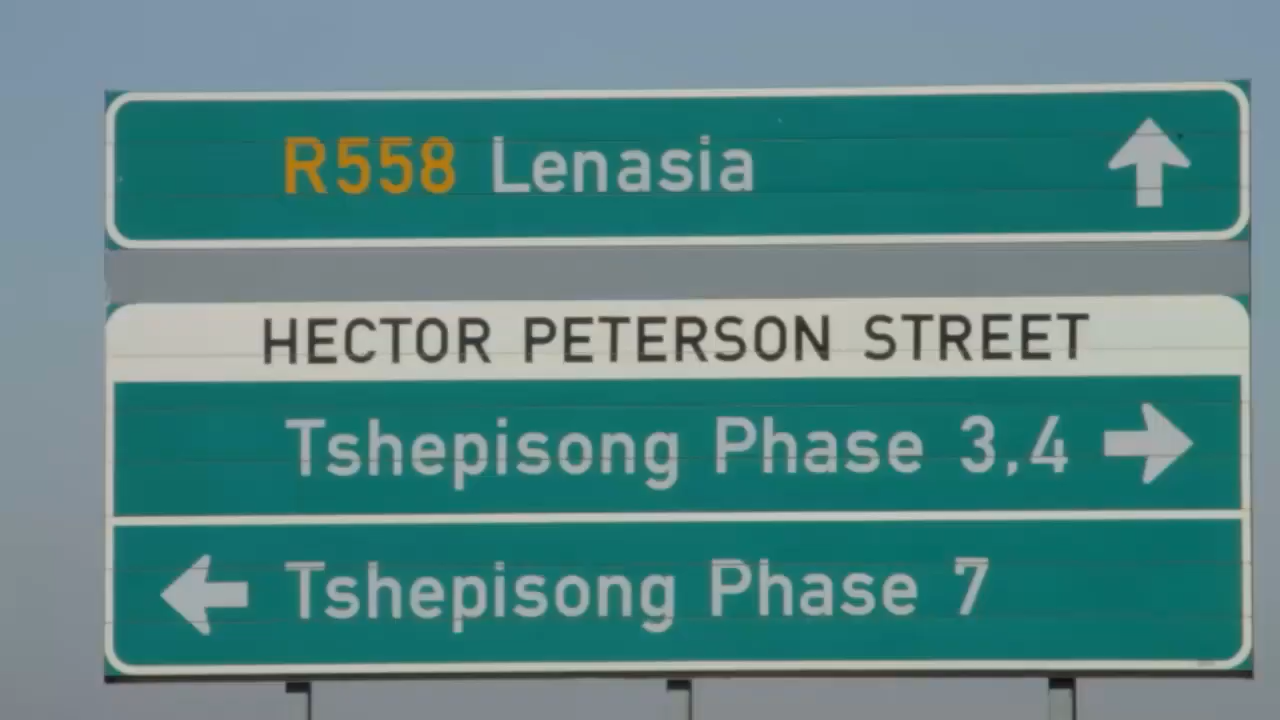 R558 Lenasia
HECTOR PETERSON STREET
Tshepisong Phase 3,4
Tshepisong Phase 7